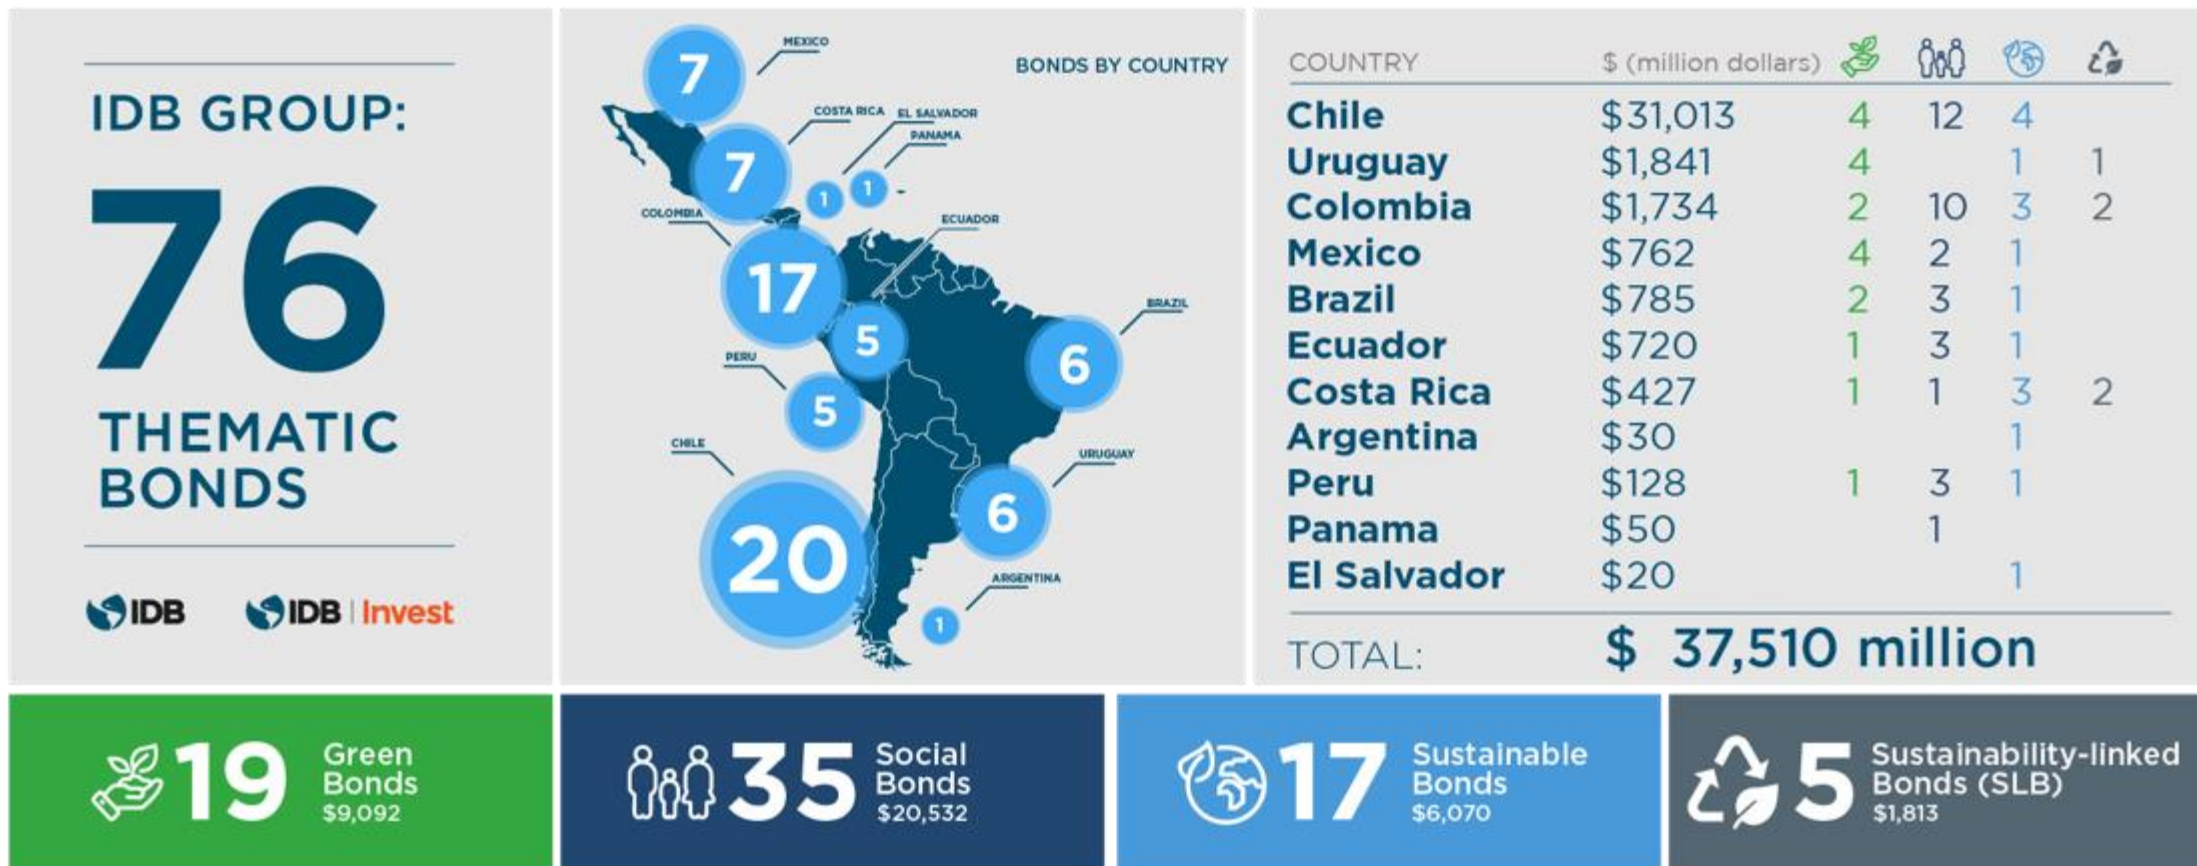 IDB GROUP:
76
THEMATIC
BONDS
IDB
IDB | Invest
BONDS BY COUNTRY
MEXICO
7
COSTA RICA
7
EL SALVADOR
1
PANAMA
1
COLOMBIA
17
ECUADOR
5
BRAZIL
6
PERU
5
CHILE
20
URUGUAY
6
ARGENTINA
1
COUNTRY $ (million dollars)
Chile $31,013 4 12 4
Uruguay $1,841 4 1 1
Colombia $1,734 2 10 3 2
Mexico $762 4 2 1
Brazil $785 2 3 1
Ecuador $720 1 3 1
Costa Rica $427 1 1 3 2
Argentina $30 1
Peru $128 1 3 1
Panama $50 1
El Salvador $20 1
TOTAL: $ 37,510 million
19
Green
Bonds
$9,092
35
Social
Bonds
$20,532
17
Sustainable
Bonds
$6,070
5
Sustainability-linked
Bonds (SLB)
$1,813